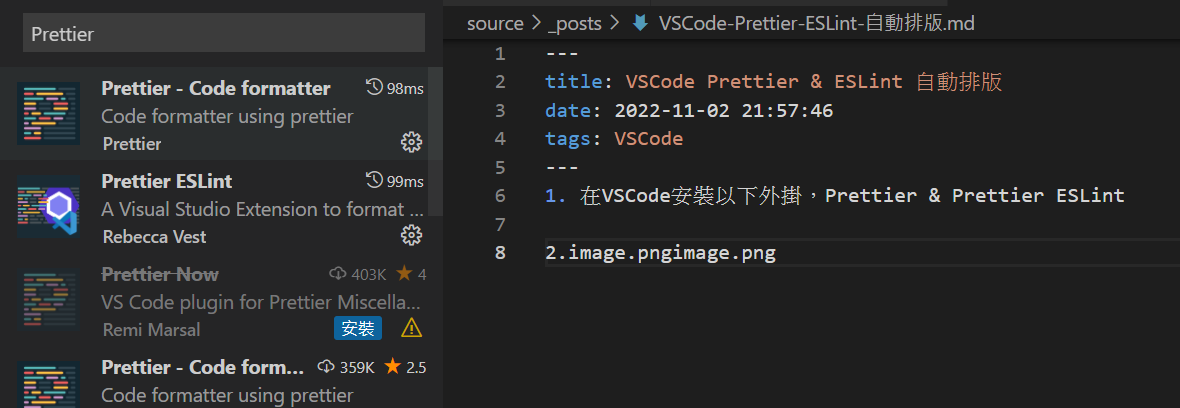 Prettier
Prettier - Code formatter 98ms
Code formatter using prettier
Prettier
Prettier ESLint 99ms
A Visual Studio Extension to format ...
Rebecca Vest
Prettier Now 403K 4
VS Code plugin for Prettier Miscella...
Remi Marsal 安裝
Prettier - Code form... 359K 2.5
Code formatter using prettier
source > _posts > VSCode-Prettier-ESLint-自動排版.md
1 ---
2 title: VSCode Prettier & ESLint 自動排版
3 date: 2022-11-02 21:57:46
4 tags: VSCode
5 ---
6 1. 在VSCode安裝以下外掛，Prettier & Prettier ESLint
7
8 2.image.pngimage.png